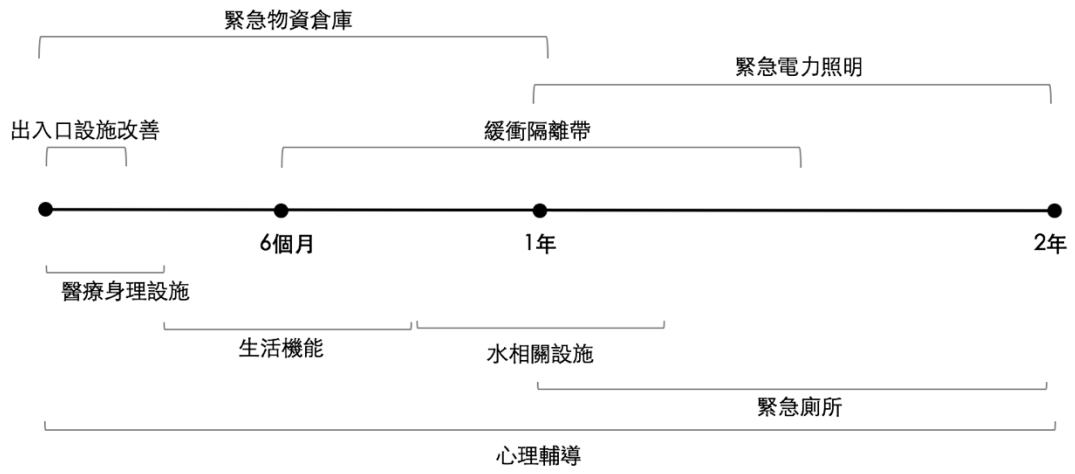 緊急物資倉庫
緊急電力照明
出入口設施改善
緩衝隔離帶
6個月
1年
2年
醫療身理設施
生活機能
水相關設施
緊急廁所
心理輔導